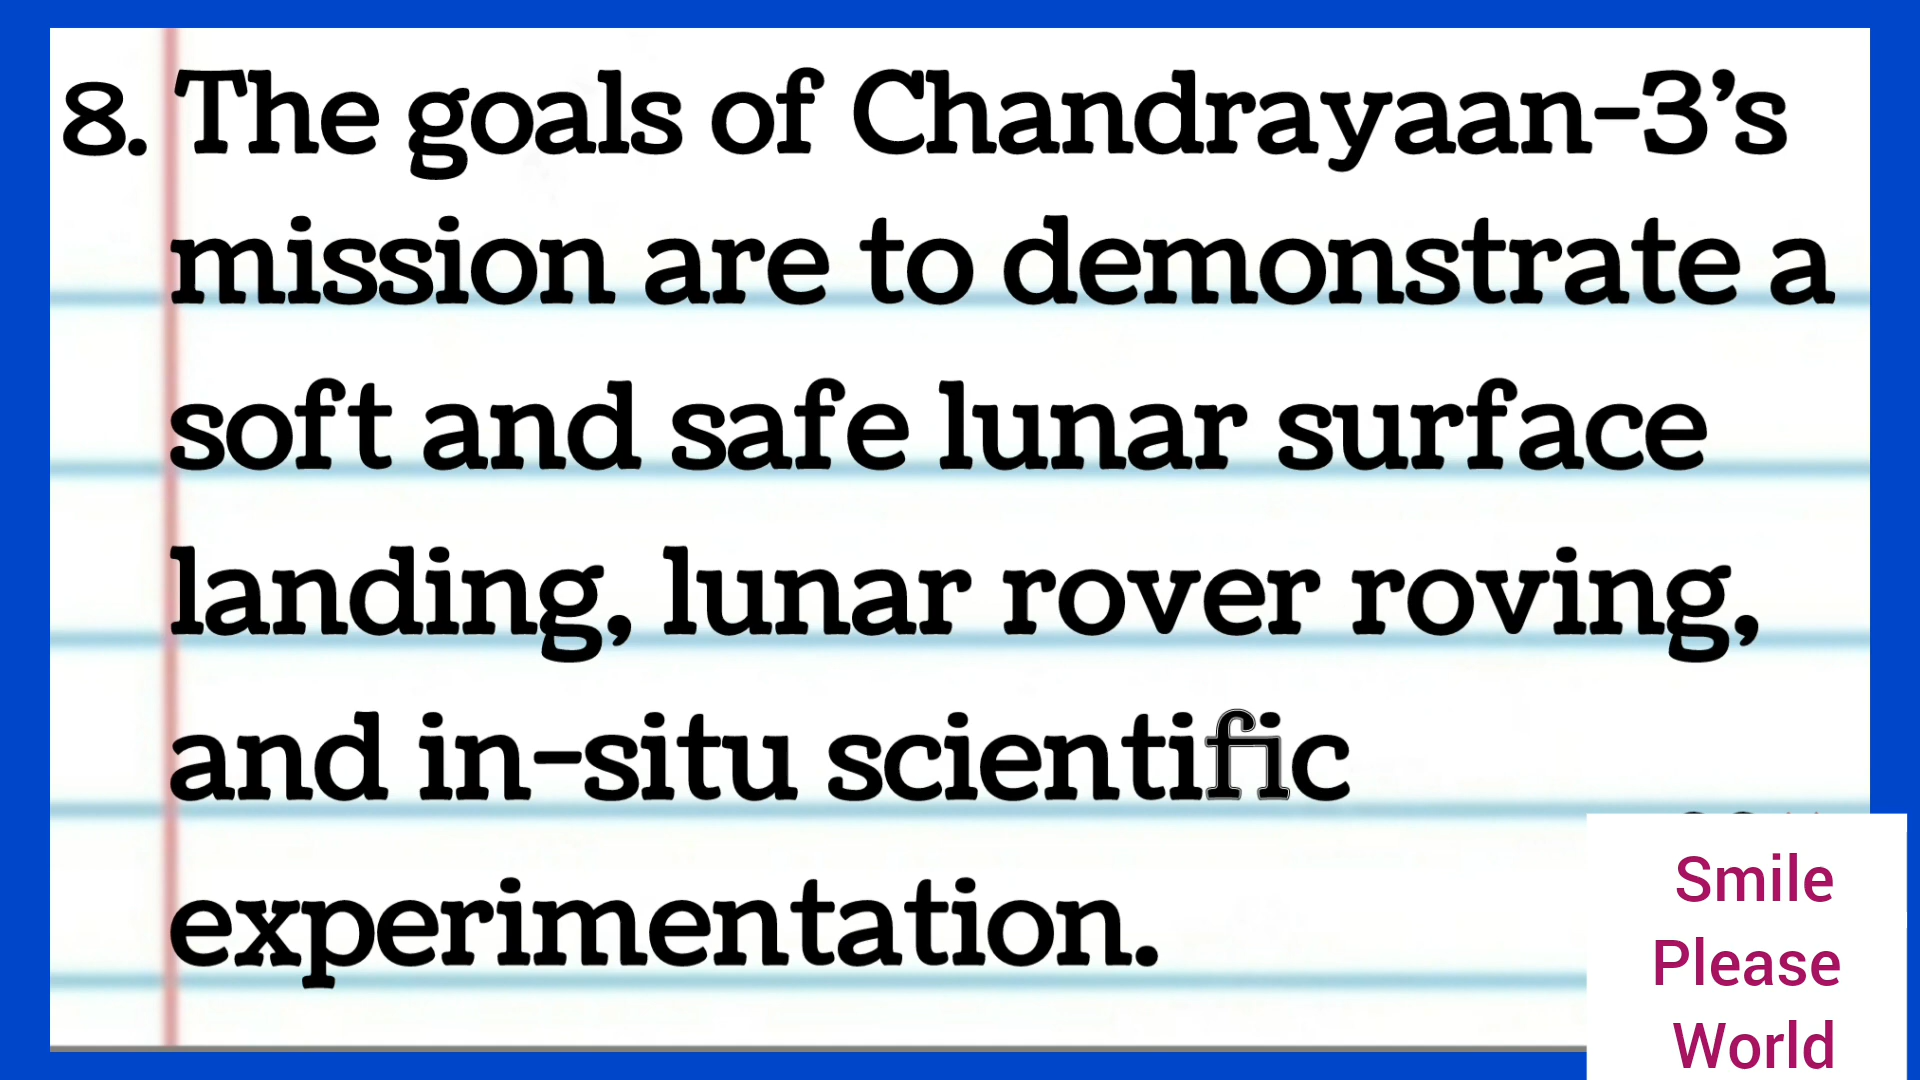 8. The goals of Chandrayaan-3’s
mission are to demonstrate a
soft and safe lunar surface
landing, lunar rover roving,
and in-situ scientific
experimentation.
Smile
Please
World